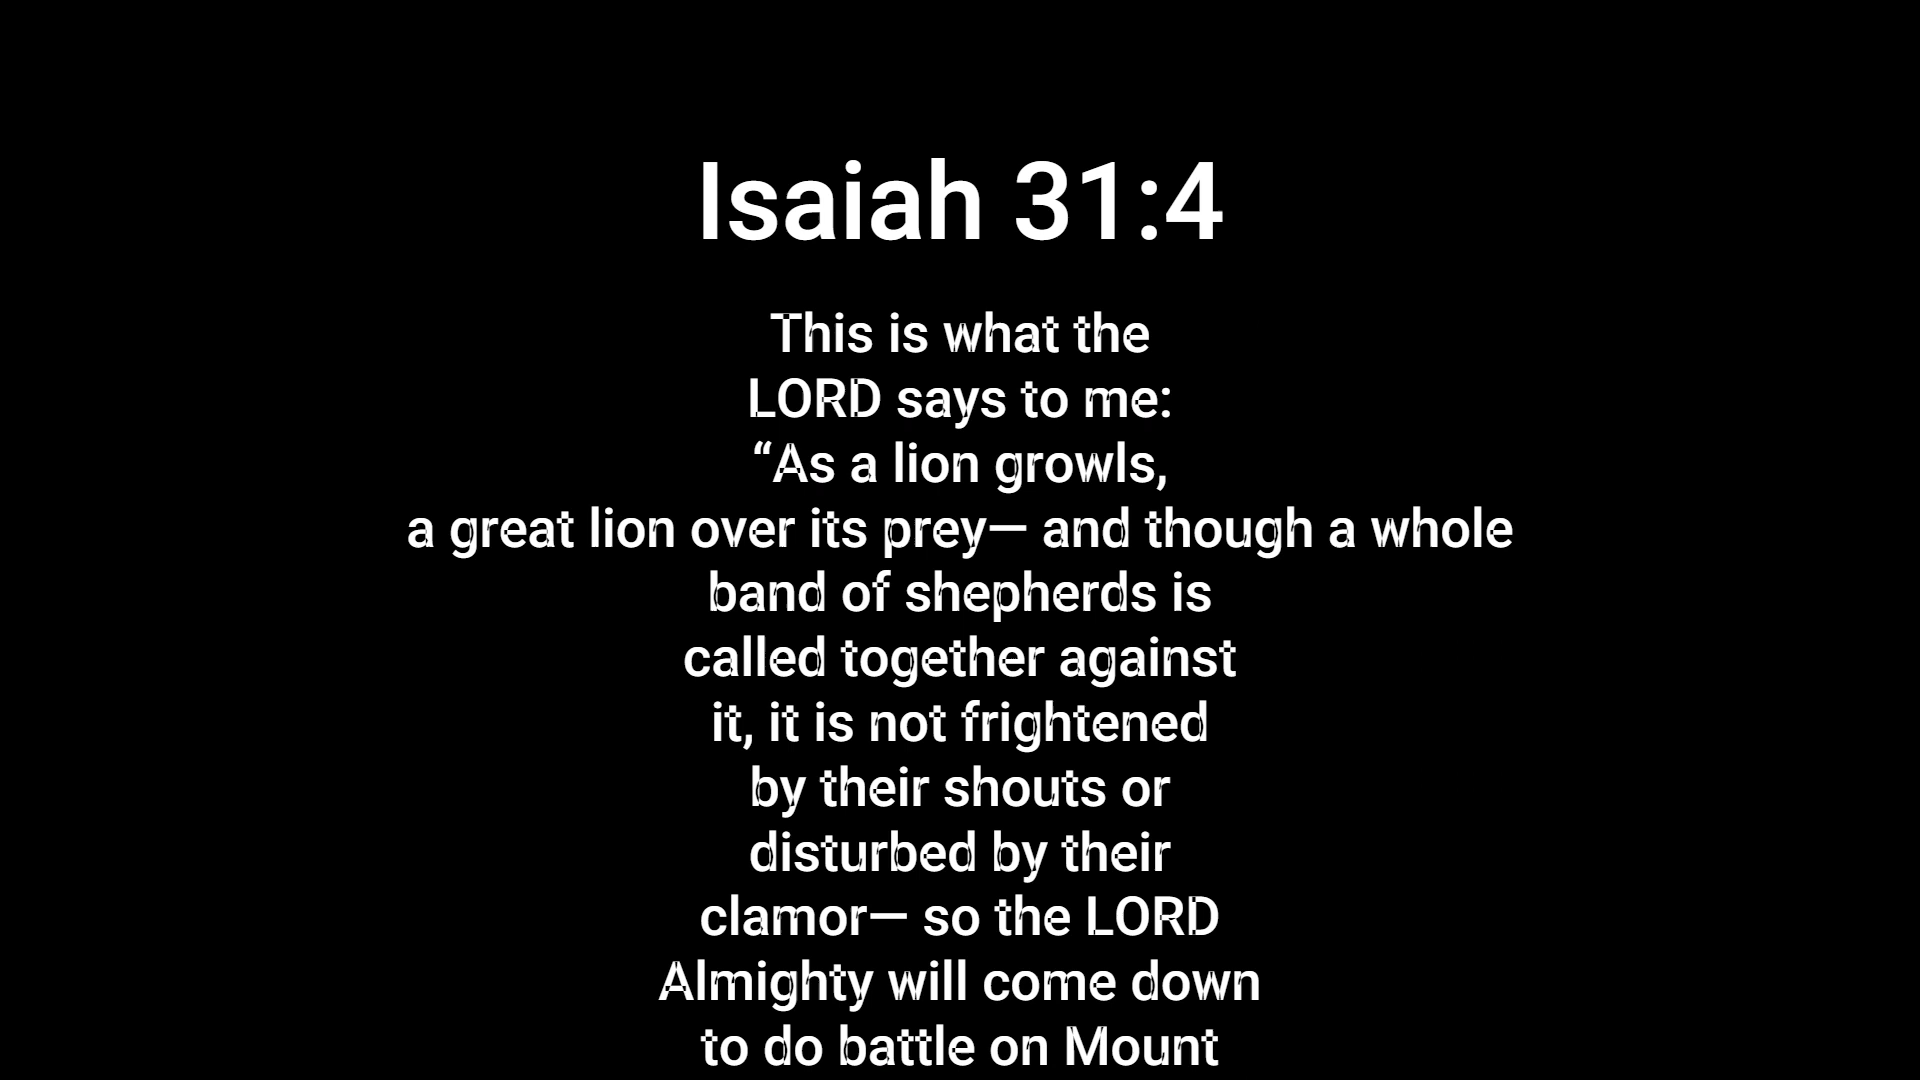 Isaiah 31:4
This is what the
LORD says to me:
“As a lion growls,
a great lion over its prey— and though a whole
band of shepherds is
called together against
it, it is not frightened
by their shouts or
disturbed by their
clamor— so the LORD
Almighty will come down
to do battle on Mount